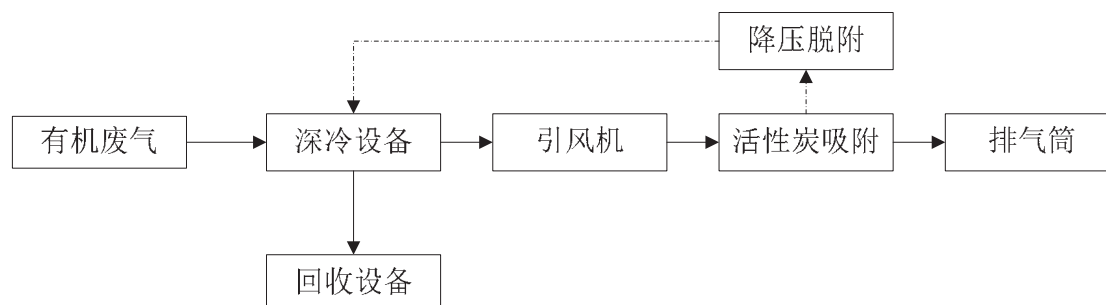 降压脱附
有机废气
深冷设备
引风机
活性炭吸附
排气筒
回收设备